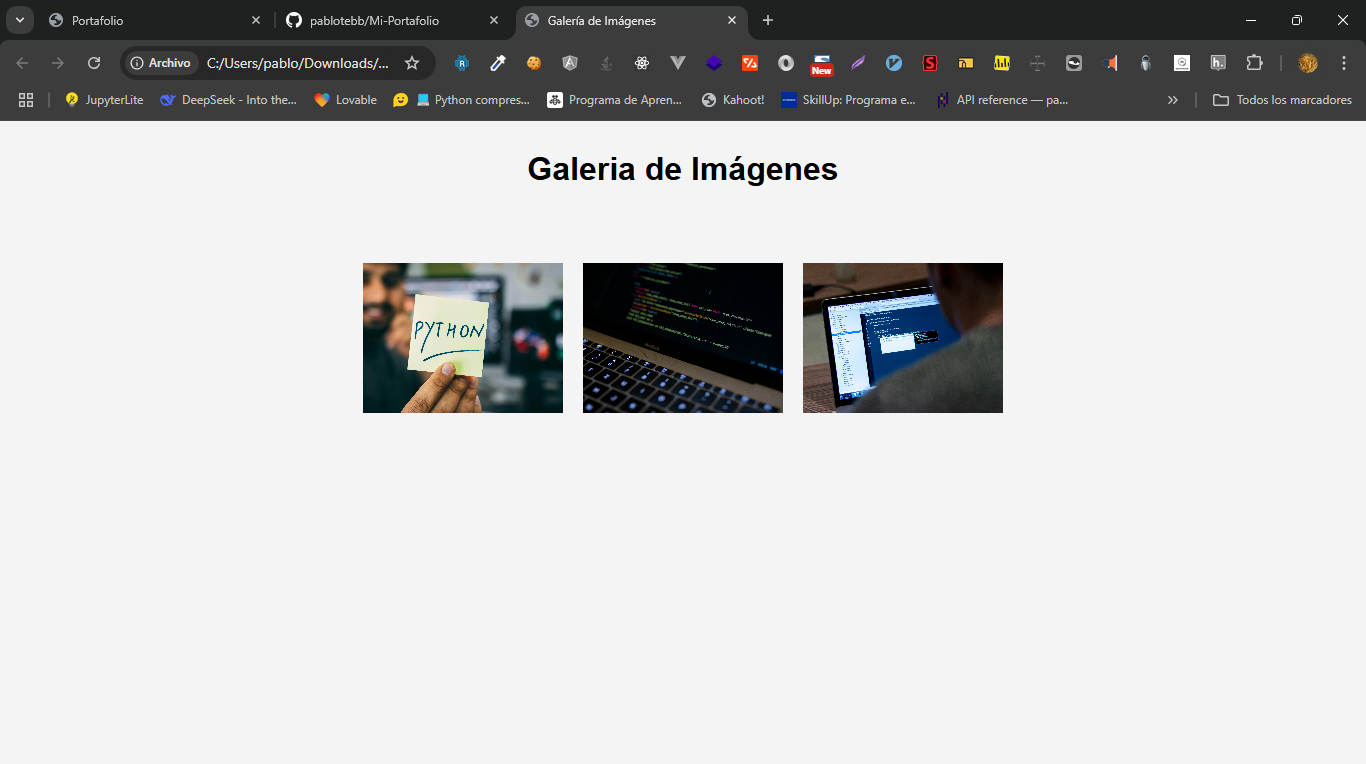 Portafolio
pablotebb/Mi-Portafolio
Galería de Imágenes
Archivo
C:/Users/pablo/Downloads/...
New
JupyterLite
DeepSeek - Into the...
Lovable
Python compres...
Programa de Apren...
Kahoot!
SkillUp: Programa e...
API reference — pa...
Todos los marcadores
Galeria de Imágenes
PYTHON